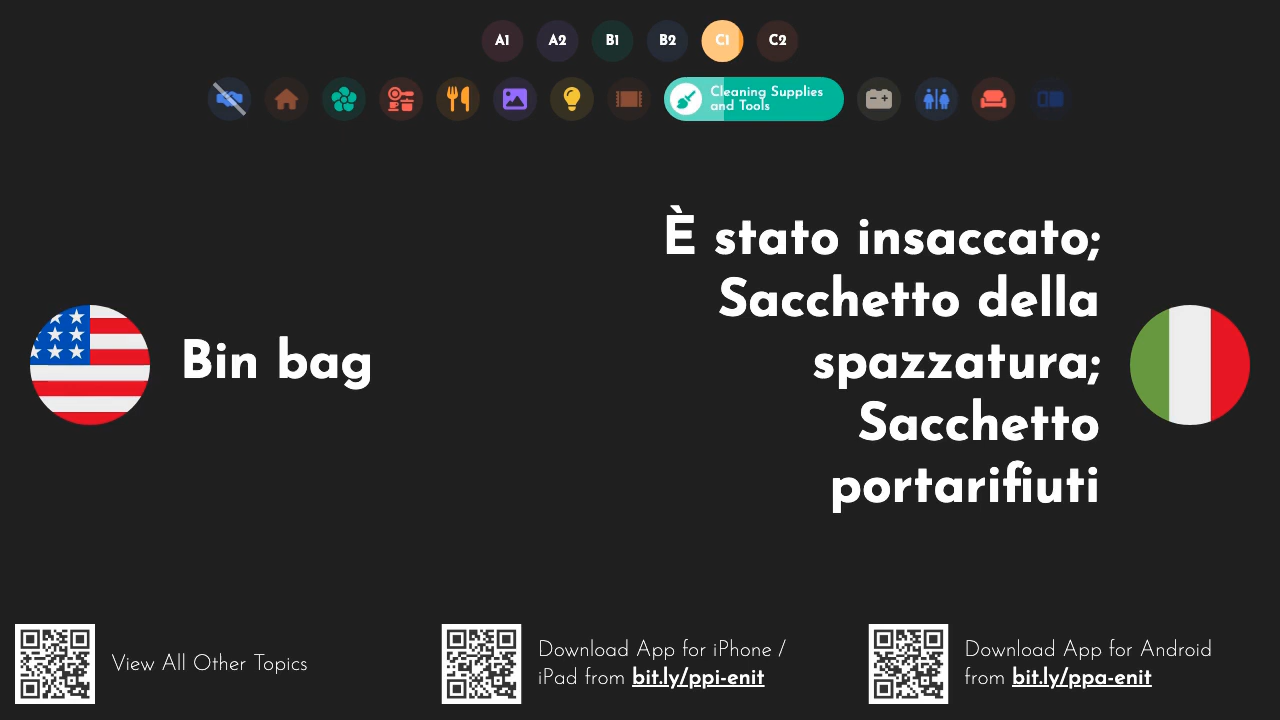 A1 A2 B1 B2 C1 C2
Cleaning Supplies
and Tools
Bin bag
È stato insaccato;
Sacchetto della
spazzatura;
Sacchetto
portarifiuti
View All Other Topics
Download App for iPhone /
iPad from bit.ly/ppi-enit
Download App for Android
from bit.ly/ppa-enit